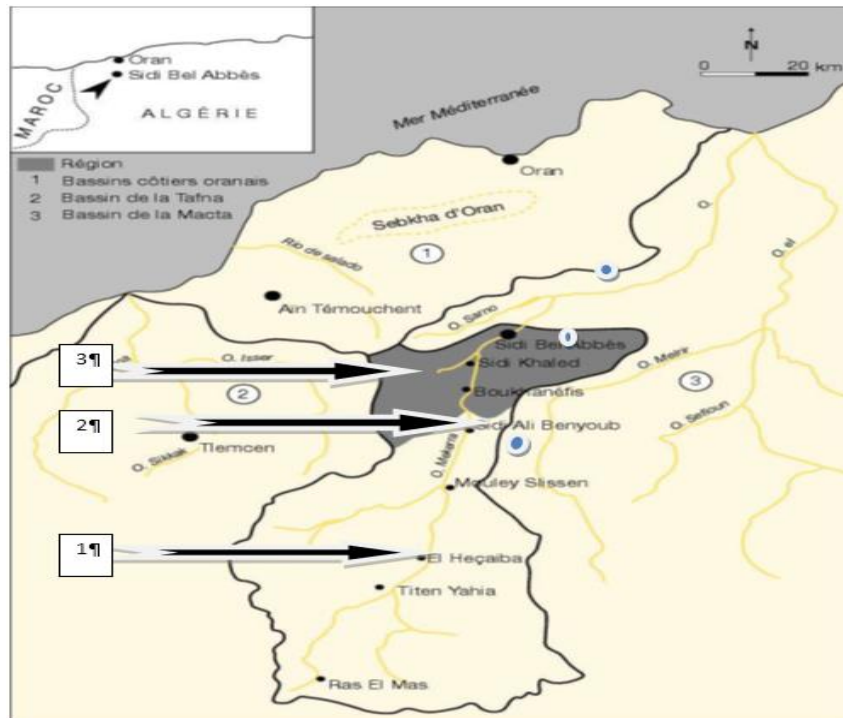 Oran
Sidi Bel Abbès
MAROC
ALGÉRIE
N
0 20 km
Mer Méditerranée
Région
1 Bassins côtiers oranais
2 Bassin de la Tafna
3 Bassin de la Macta
Oran
Sebkha d'Oran
1
Rio de salado
O.
O. el
Aïn Témouchent
O. Sarno
Sidi Bel Abbès
3¶
O. Isser
Sidi Khaled
O. Melrir
2
Boukhanéfis
3
2¶
Sidi Ali Benyoub
O. Sefioun
Tlemcen
O. Sikkak
O. Mekerra
Mouley Slissen
1¶
El Heçaiba
Titen Yahia
Ras El Mas